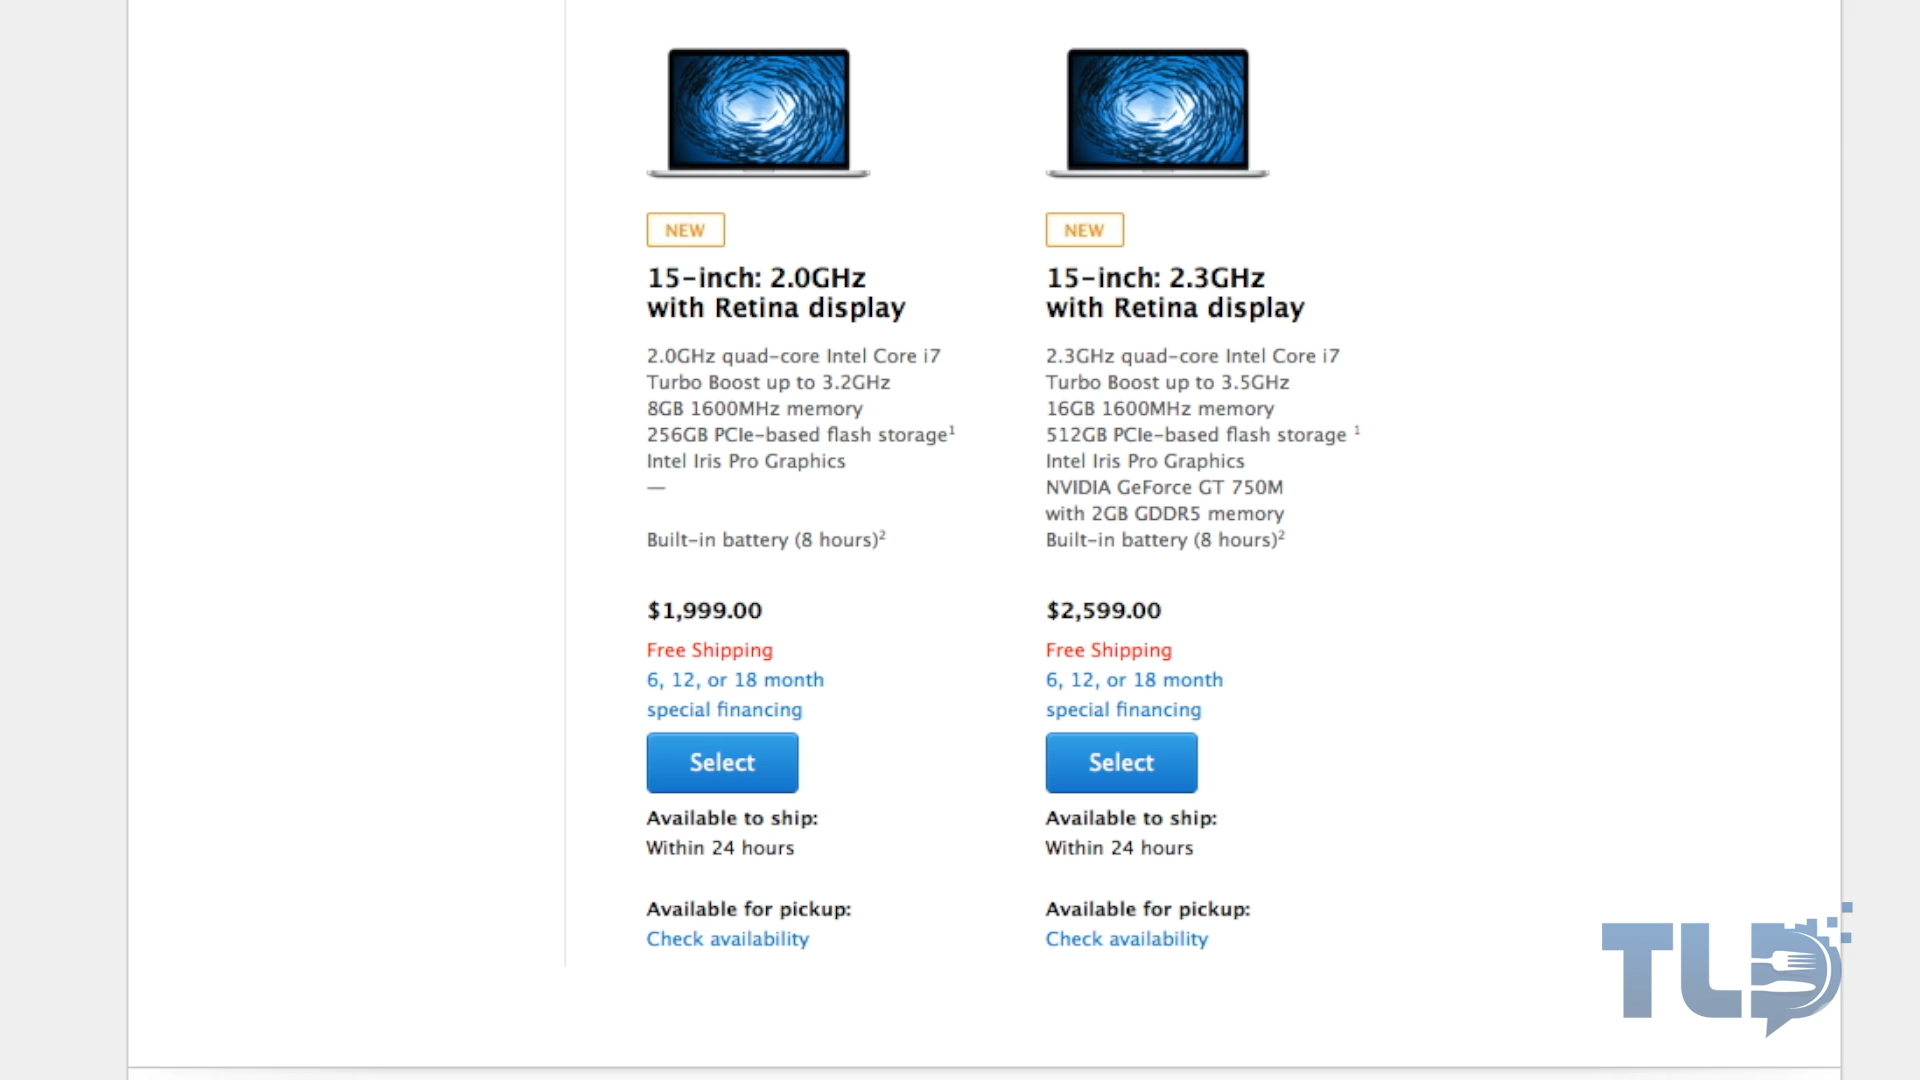 NEW
15-inch: 2.0GHz
with Retina display
2.0GHz quad-core Intel Core i7
Turbo Boost up to 3.2GHz
8GB 1600MHz memory
256GB PCIe-based flash storage1
Intel Iris Pro Graphics
—
Built-in battery (8 hours)2
$1,999.00
Free Shipping
6, 12, or 18 month
special financing
Select
Available to ship:
Within 24 hours
Available for pickup:
Check availability
NEW
15-inch: 2.3GHz
with Retina display
2.3GHz quad-core Intel Core i7
Turbo Boost up to 3.5GHz
16GB 1600MHz memory
512GB PCIe-based flash storage 1
Intel Iris Pro Graphics
NVIDIA GeForce GT 750M
with 2GB GDDR5 memory
Built-in battery (8 hours)2
$2,599.00
Free Shipping
6, 12, or 18 month
special financing
Select
Available to ship:
Within 24 hours
Available for pickup:
Check availability
TLD